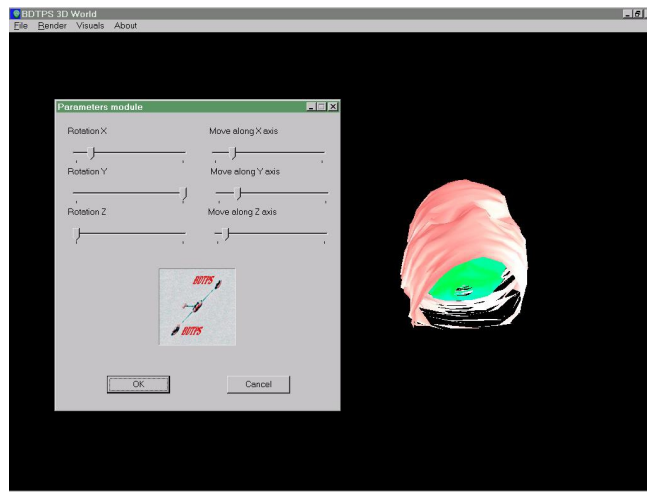 BDTPS 3D World
File Render Visuals About
Parameters module
Rotation X Move along X axis
Rotation Y Move along Y axis
Rotation Z Move along Z axis
BDTPS
BDTPS
OK Cancel